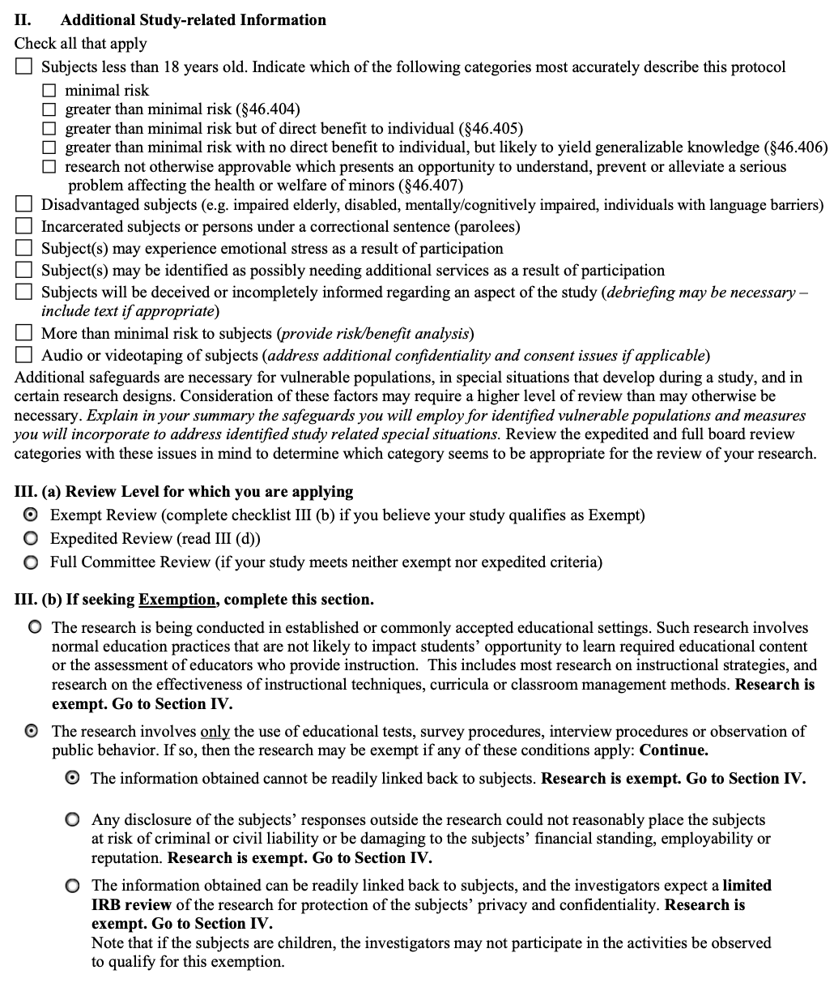 II. Additional Study-related Information
Check all that apply
Subjects less than 18 years old. Indicate which of the following categories most accurately describe this protocol
minimal risk
greater than minimal risk (§46.404)
greater than minimal risk but of direct benefit to individual (§46.405)
greater than minimal risk with no direct benefit to individual, but likely to yield generalizable knowledge (§46.406)
research not otherwise approvable which presents an opportunity to understand, prevent or alleviate a serious
problem affecting the health or welfare of minors (§46.407)
Disadvantaged subjects (e.g. impaired elderly, disabled, mentally/cognitively impaired, individuals with language barriers)
Incarcerated subjects or persons under a correctional sentence (parolees)
Subject(s) may experience emotional stress as a result of participation
Subject(s) may be identified as possibly needing additional services as a result of participation
Subjects will be deceived or incompletely informed regarding an aspect of the study (debriefing may be necessary –
include text if appropriate)
More than minimal risk to subjects (provide risk/benefit analysis)
Audio or videotaping of subjects (address additional confidentiality and consent issues if applicable)
Additional safeguards are necessary for vulnerable populations, in special situations that develop during a study, and in
certain research designs. Consideration of these factors may require a higher level of review than may otherwise be
necessary. Explain in your summary the safeguards you will employ for identified vulnerable populations and measures
you will incorporate to address identified study related special situations. Review the expedited and full board review
categories with these issues in mind to determine which category seems to be appropriate for the review of your research.
III. (a) Review Level for which you are applying
Exempt Review (complete checklist III (b) if you believe your study qualifies as Exempt)
Expedited Review (read III (d))
Full Committee Review (if your study meets neither exempt nor expedited criteria)
III. (b) If seeking Exemption, complete this section.
The research is being conducted in established or commonly accepted educational settings. Such research involves
normal education practices that are not likely to impact students' opportunity to learn required educational content
or the assessment of educators who provide instruction. This includes most research on instructional strategies, and
research on the effectiveness of instructional techniques, curricula or classroom management methods. Research is
exempt. Go to Section IV.
The research involves only the use of educational tests, survey procedures, interview procedures or observation of
public behavior. If so, then the research may be exempt if any of these conditions apply: Continue.
The information obtained cannot be readily linked back to subjects. Research is exempt. Go to Section IV.
Any disclosure of the subjects' responses outside the research could not reasonably place the subjects
at risk of criminal or civil liability or be damaging to the subjects' financial standing, employability or
reputation. Research is exempt. Go to Section IV.
The information obtained can be readily linked back to subjects, and the investigators expect a limited
IRB review of the research for protection of the subjects' privacy and confidentiality. Research is
exempt. Go to Section IV.
Note that if the subjects are children, the investigators may not participate in the activities be observed
to qualify for this exemption.